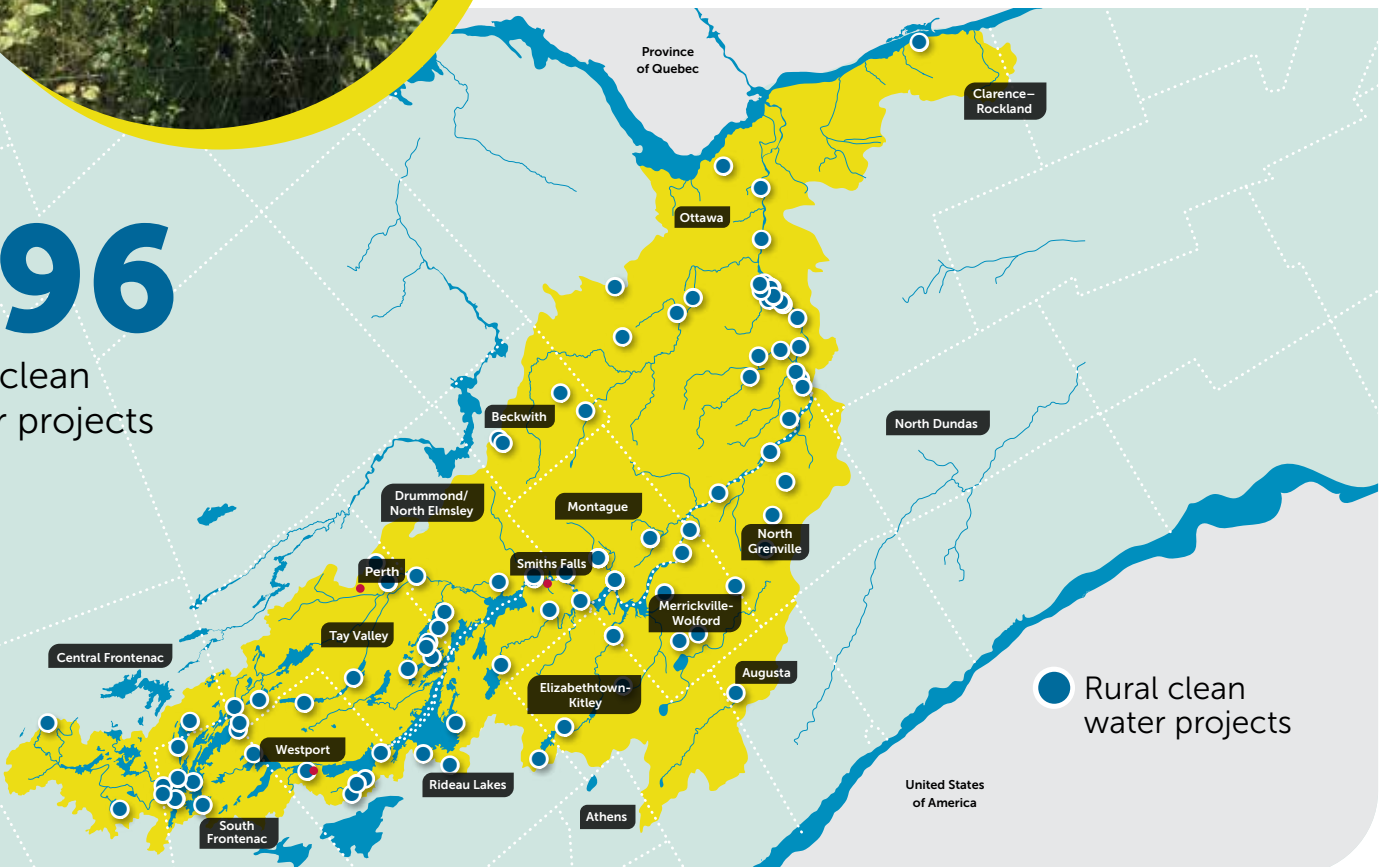 Province
of Quebec
Clarence–
Rockland
Ottawa
96
clean
projects
Beckwith
North Dundas
Drummond/
North Elmsley
Montague
North
Grenville
Perth
Smiths Falls
Merrickville-
Wolford
Tay Valley
Central Frontenac
Augusta
Elizabethtown-
Kitley
Rural clean
water projects
Westport
Rideau Lakes
United States
of America
Athens
South
Frontenac